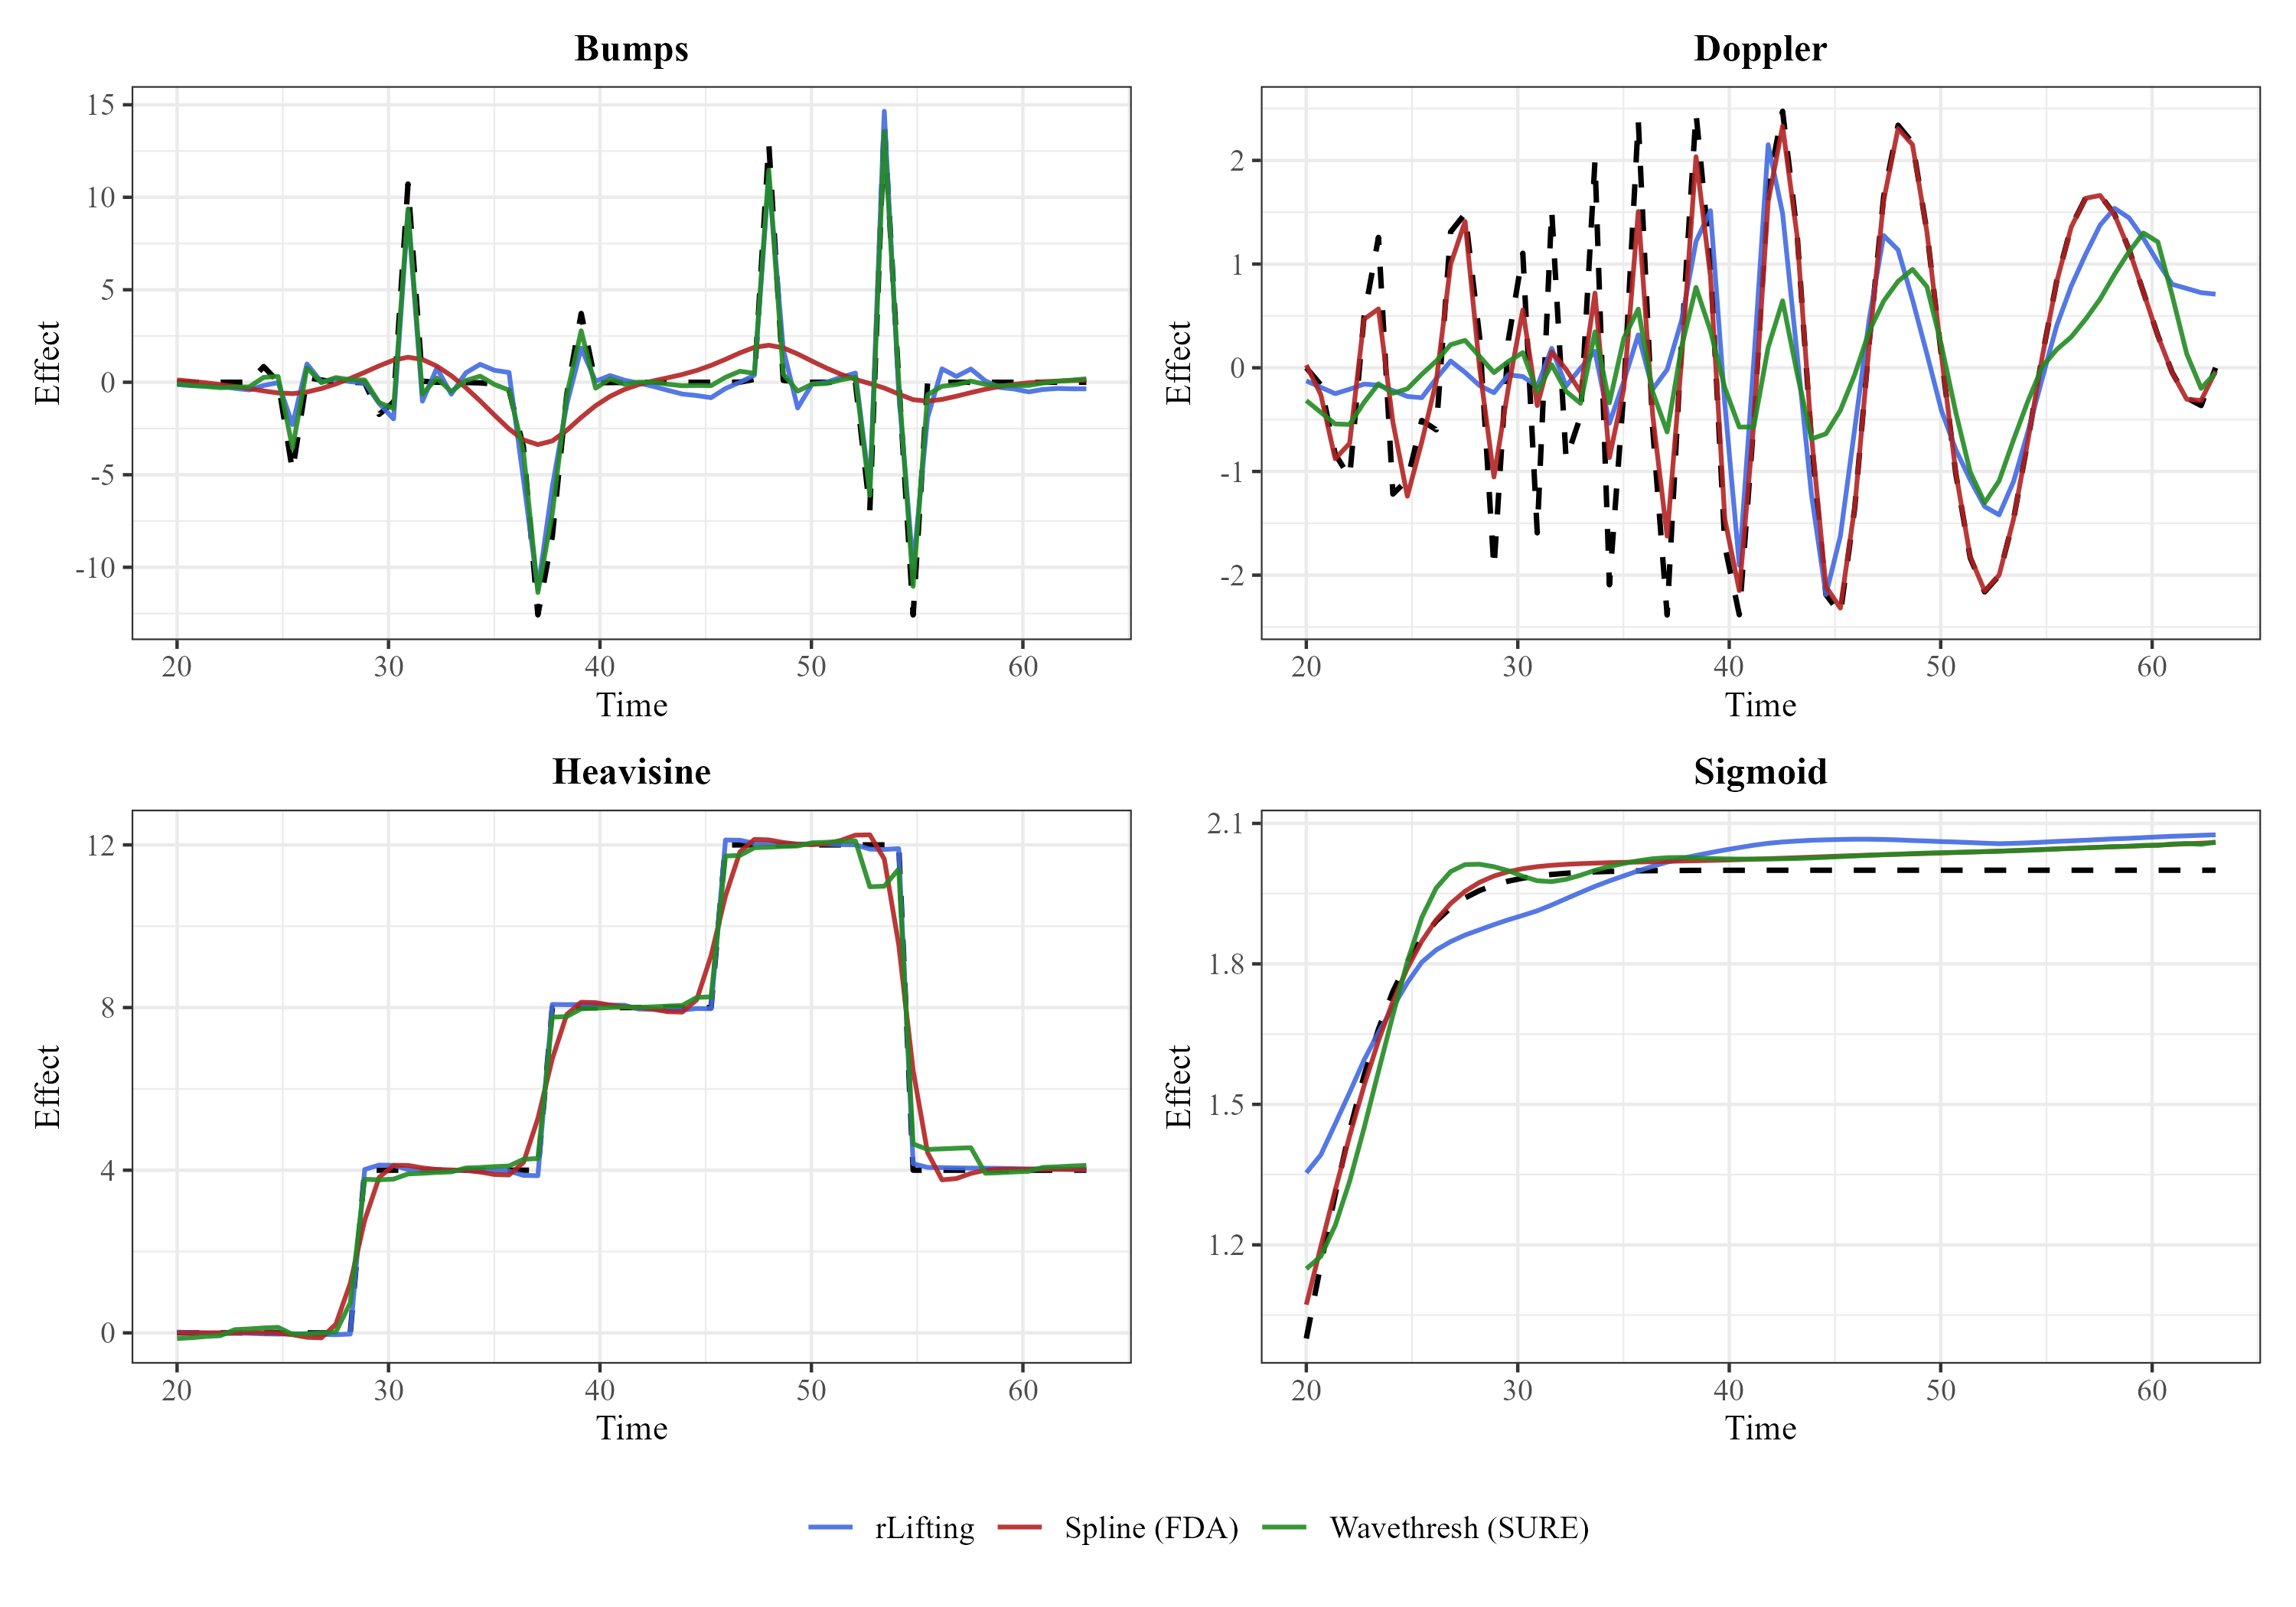 Bumps
Doppler
15
10
5
0
-5
-10
Effect
20 30 40 50 60
Time
2
1
0
-1
-2
Effect
20 30 40 50 60
Time
Heavisine
Sigmoid
12
8
4
0
Effect
20 30 40 50 60
Time
2.1
1.8
1.5
1.2
Effect
20 30 40 50 60
Time
rLifting Spline (FDA) Wavethresh (SURE)